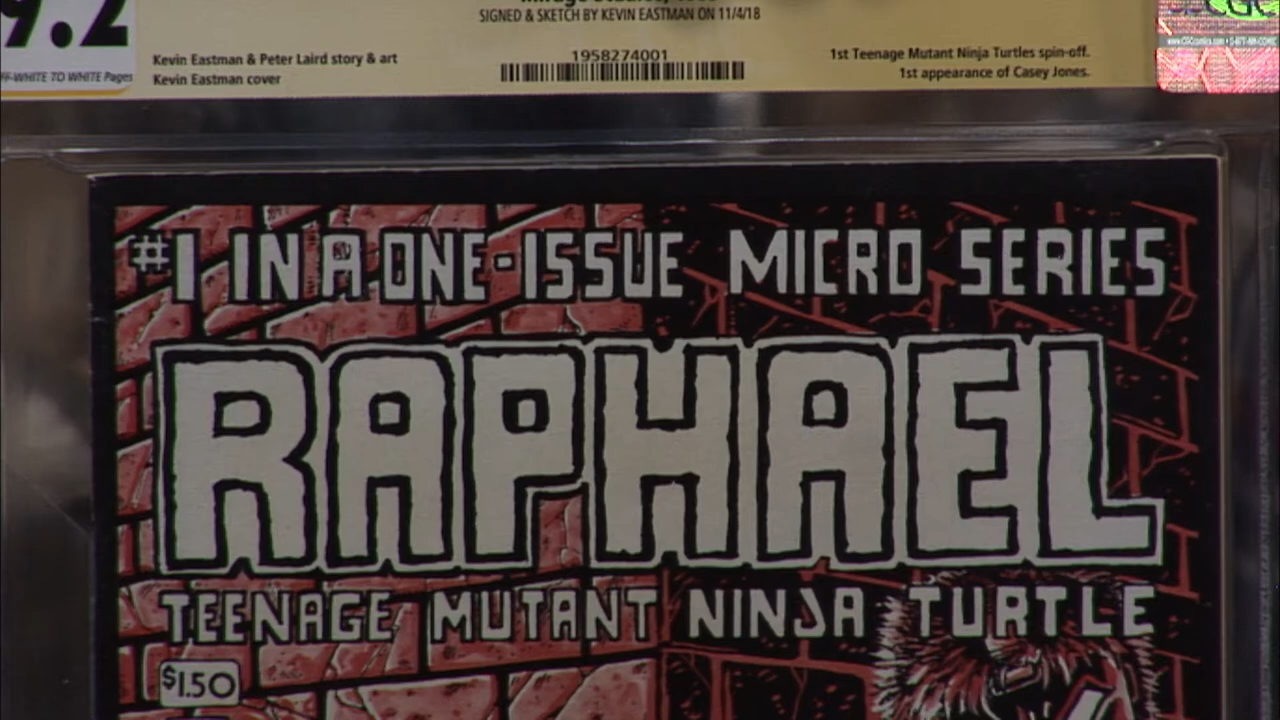 9.2
OFF-WHITE TO WHITE Pages
SIGNED & SKETCH BY KEVIN EASTMAN ON 11/4/18
Kevin Eastman & Peter Laird story & art
Kevin Eastman cover
1958274001
1st Teenage Mutant Ninja Turtles spin-off.
1st appearance of Casey Jones.
#1 IN A ONE-ISSUE MICRO SERIES
RAPHAEL
TEENAGE MUTANT NINJA TURTLE
$1.50